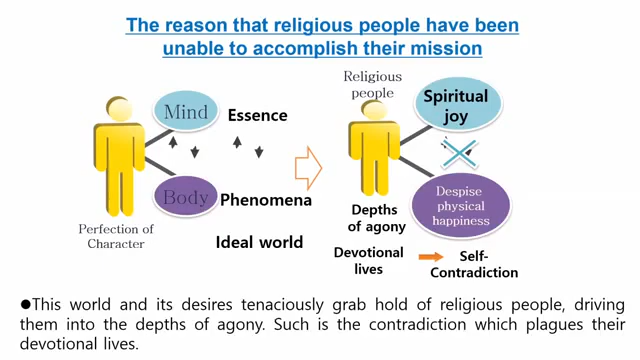 The reason that religious people have been
unable to accomplish their mission
Mind
Essence
Body
Phenomena
Perfection of
Character
Ideal world
Religious
people
Spiritual
joy
Despise
physical
happiness
Depths
of agony
Devotional
lives
Self-
Contradiction
●This world and its desires tenaciously grab hold of religious people, driving
them into the depths of agony. Such is the contradiction which plagues their
devotional lives.